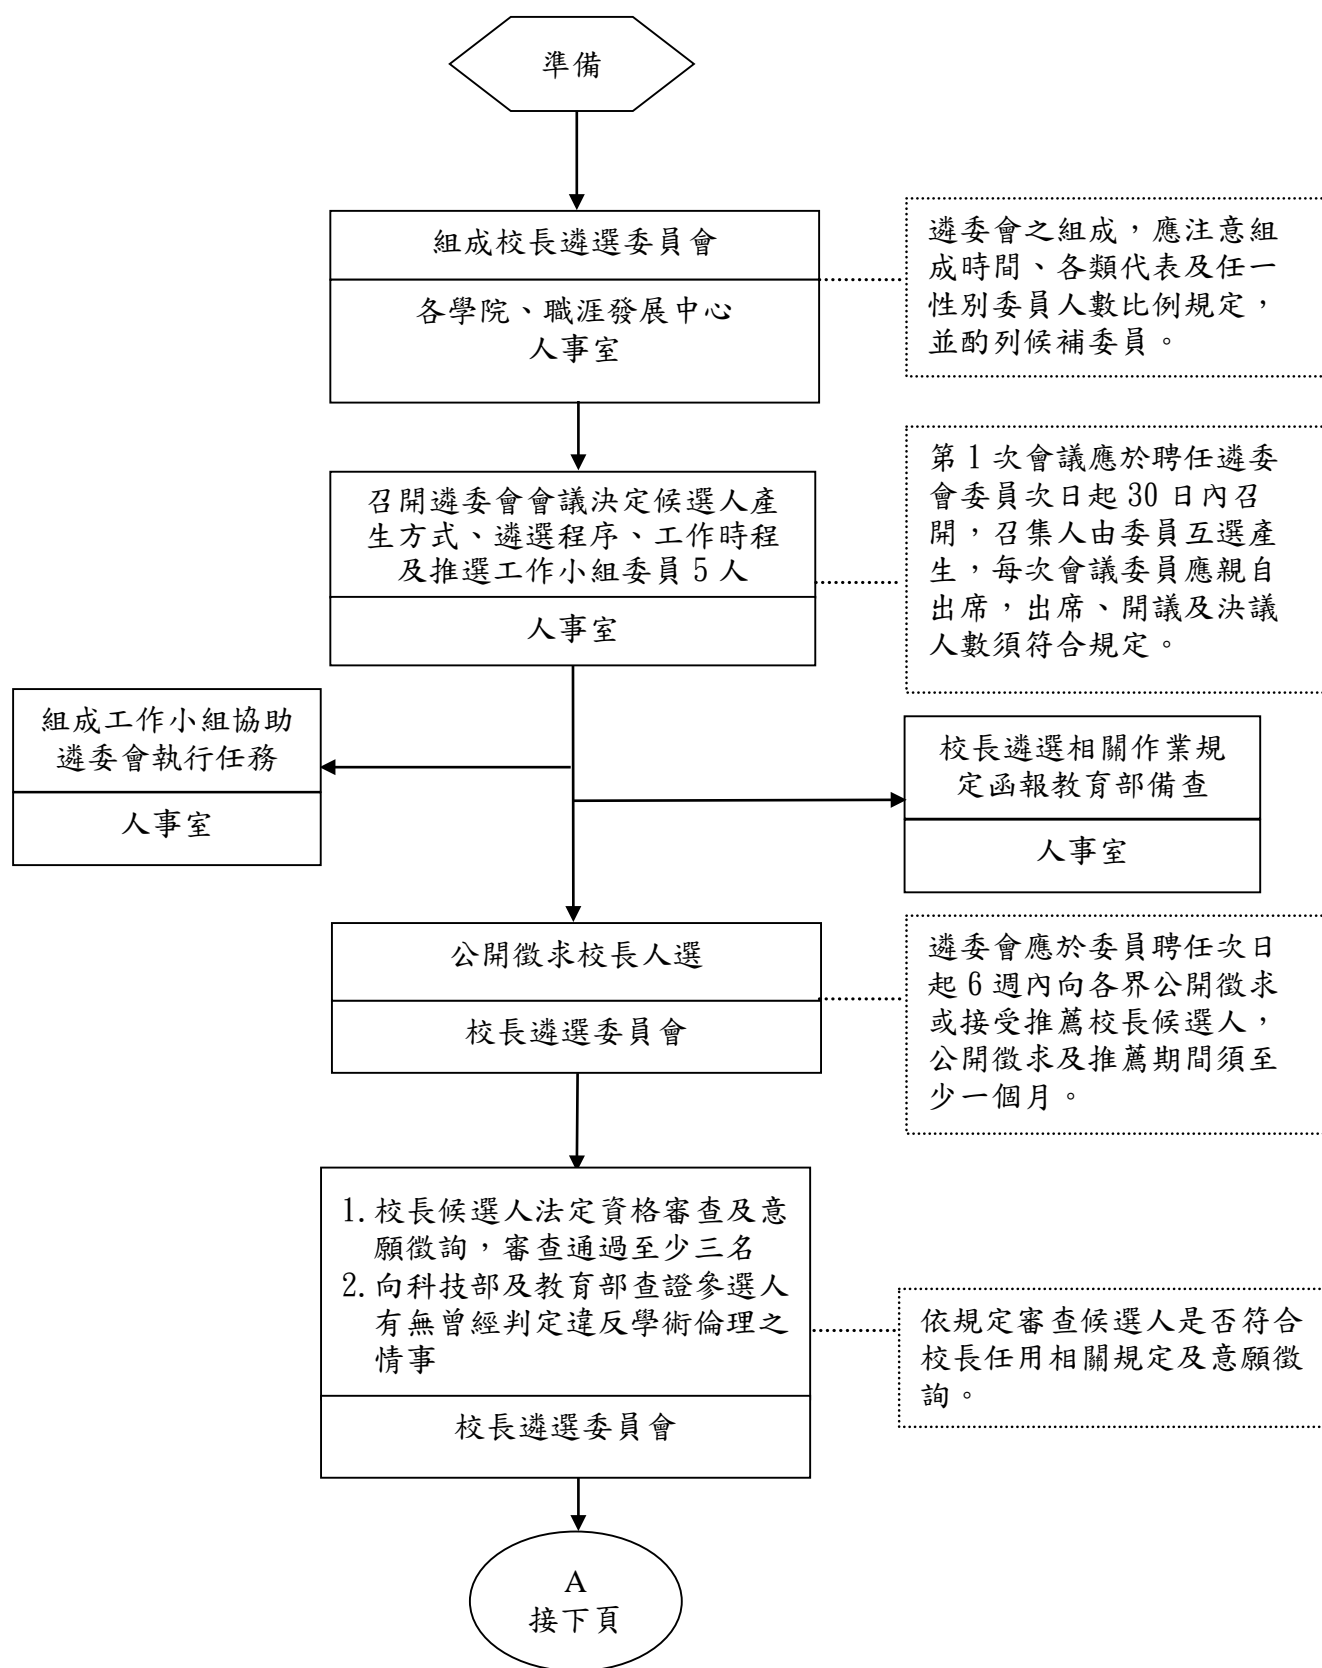 準備
組成校長遴選委員會
各學院、職涯發展中心
人事室
遴委會之組成，應注意組
成時間、各類代表及任一
性別委員人數比例規定，
並酌列候補委員。
召開遴委會會議決定候選人產
生方式、遴選程序、工作時程
及推選工作小組委員 5 人
人事室
第 1 次會議應於聘任遴委
會委員次日起 30 日內召
開，召集人由委員互選產
生，每次會議委員應親自
出席，出席、開議及決議
人數須符合規定。
組成工作小組協助
遴委會執行任務
人事室
校長遴選相關作業規
定函報教育部備查
人事室
公開徵求校長人選
校長遴選委員會
遴委會應於委員聘任次日
起 6 週內向各界公開徵求
或接受推薦校長候選人，
公開徵求及推薦期間須至
少一個月。
1. 校長候選人法定資格審查及意
願徵詢，審查通過至少三名
2. 向科技部及教育部查證參選人
有無曾經判定違反學術倫理之
情事
校長遴選委員會
依規定審查候選人是否符合
校長任用相關規定及意願徵
詢。
A
接下頁